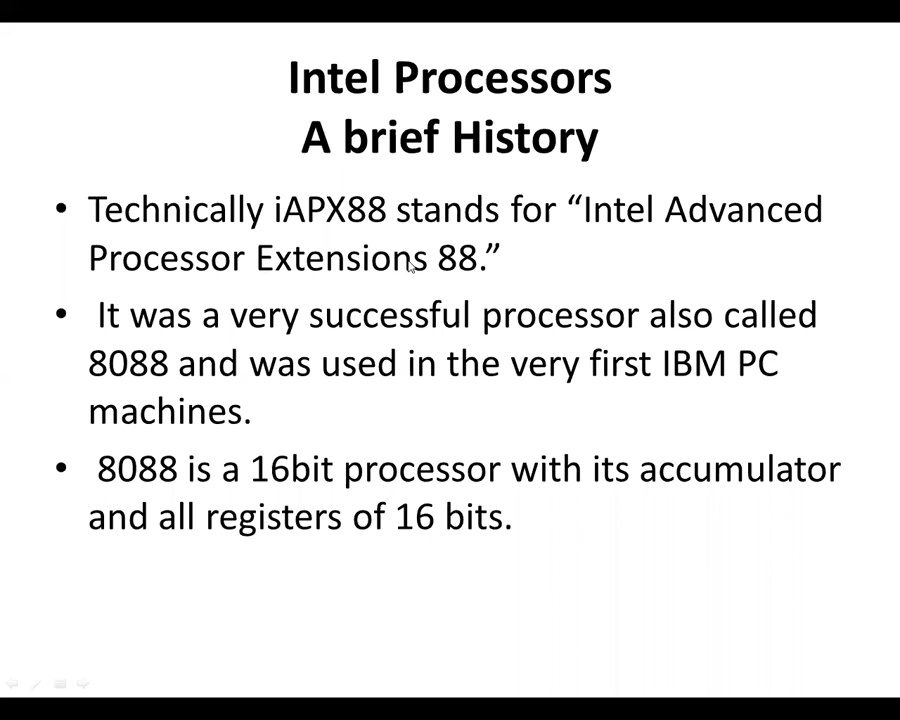 Intel Processors
A brief History
• Technically iAPX88 stands for “Intel Advanced
Processor Extensions 88.”
• It was a very successful processor also called
8088 and was used in the very first IBM PC
machines.
• 8088 is a 16bit processor with its accumulator
and all registers of 16 bits.